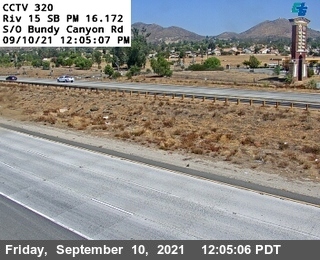 CCTV 320
Riv 15 SB PM 16.172
S/O Bundy Canyon Rd
09/10/21 12:05:07 PM
Friday, September 10, 2021 12:05:06 PDT